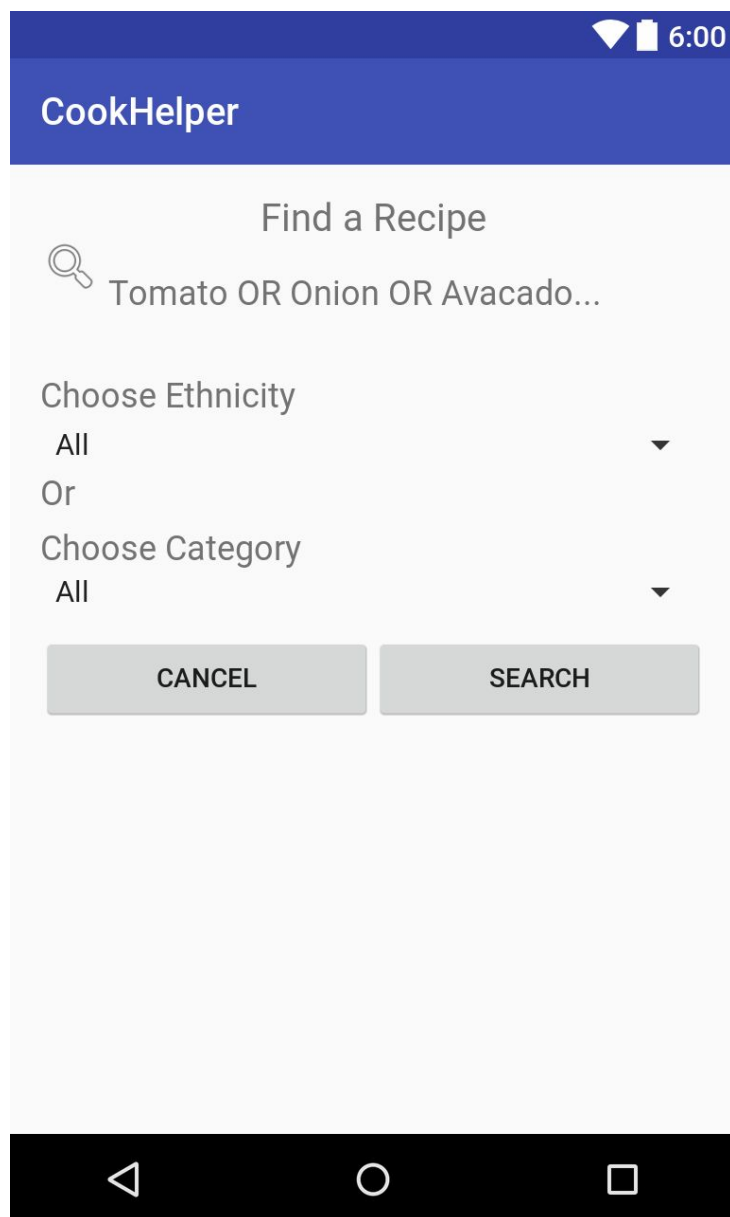 6:00
CookHelper
Find a Recipe
Tomato OR Onion OR Avacado...
Choose Ethnicity
All
Or
Choose Category
All
CANCEL SEARCH